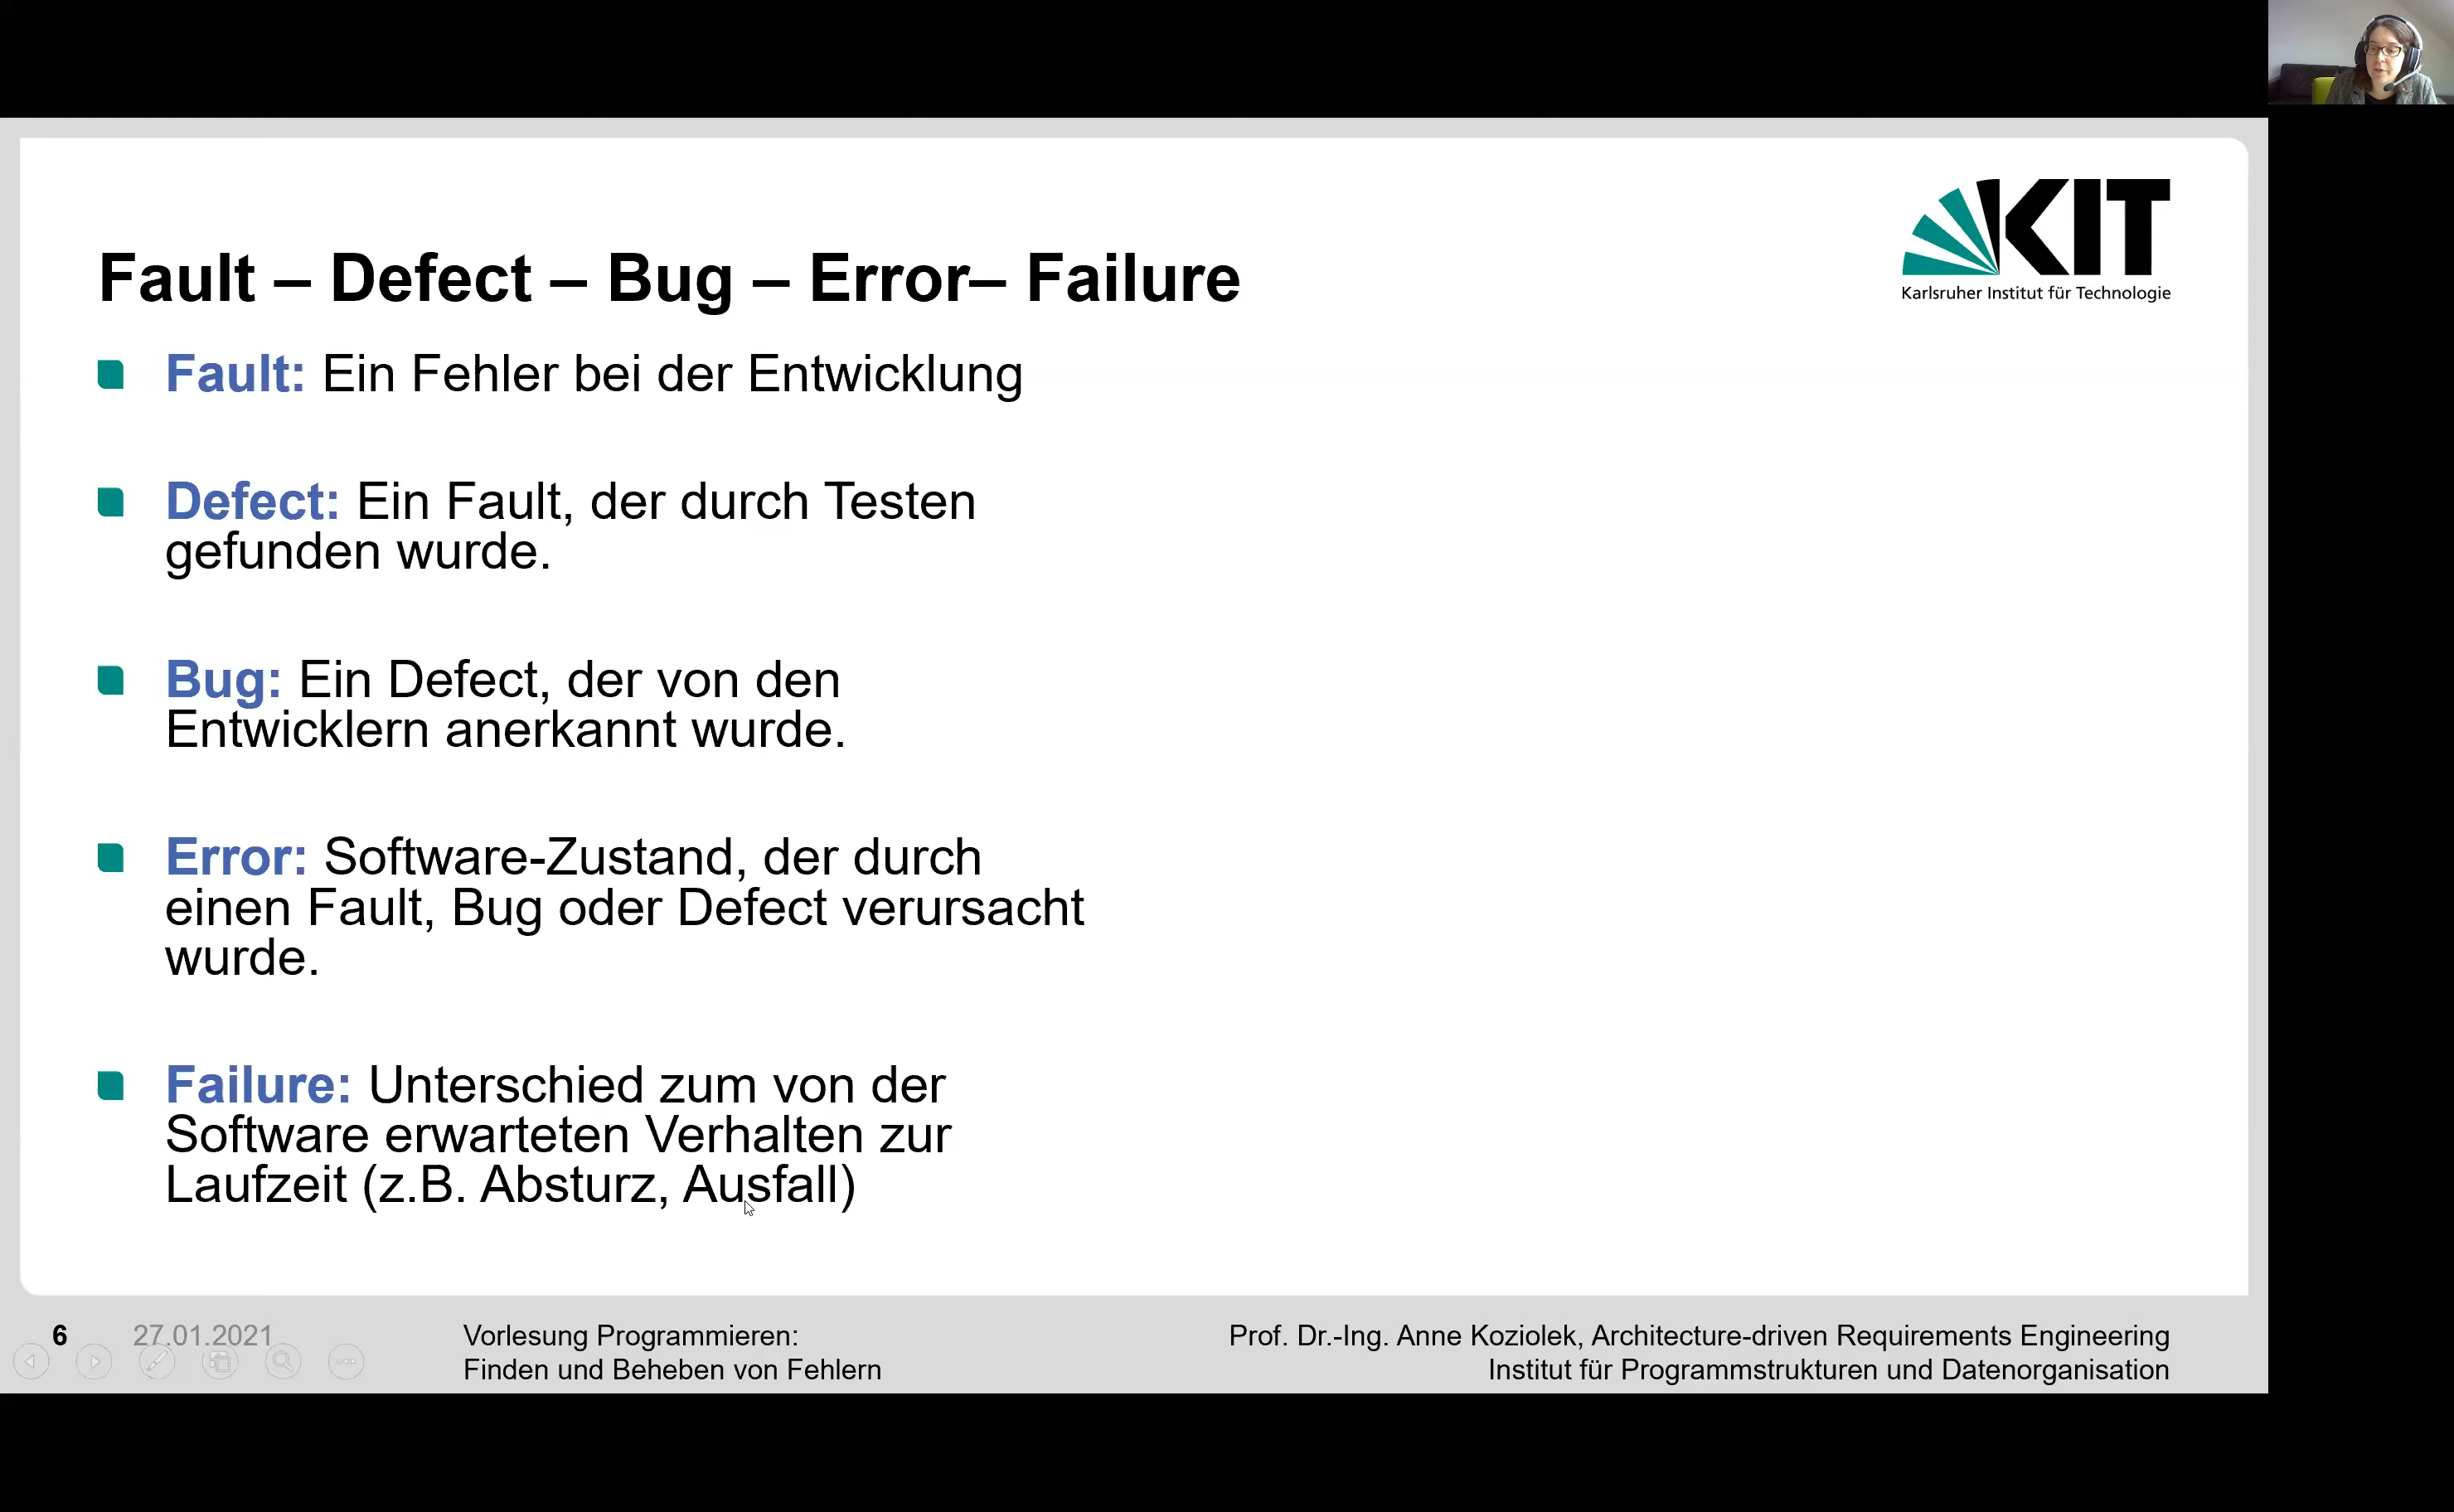 KIT
Karlsruher Institut für Technologie
Fault – Defect – Bug – Error– Failure
Fault: Ein Fehler bei der Entwicklung
Defect: Ein Fault, der durch Testen
gefunden wurde.
Bug: Ein Defect, der von den
Entwicklern anerkannt wurde.
Error: Software-Zustand, der durch
einen Fault, Bug oder Defect verursacht
wurde.
Failure: Unterschied zum von der
Software erwarteten Verhalten zur
Laufzeit (z.B. Absturz, Ausfall)
6
27.01.2021
Vorlesung Programmieren:
Finden und Beheben von Fehlern
Prof. Dr.-Ing. Anne Koziolek, Architecture-driven Requirements Engineering
Institut für Programmstrukturen und Datenorganisation